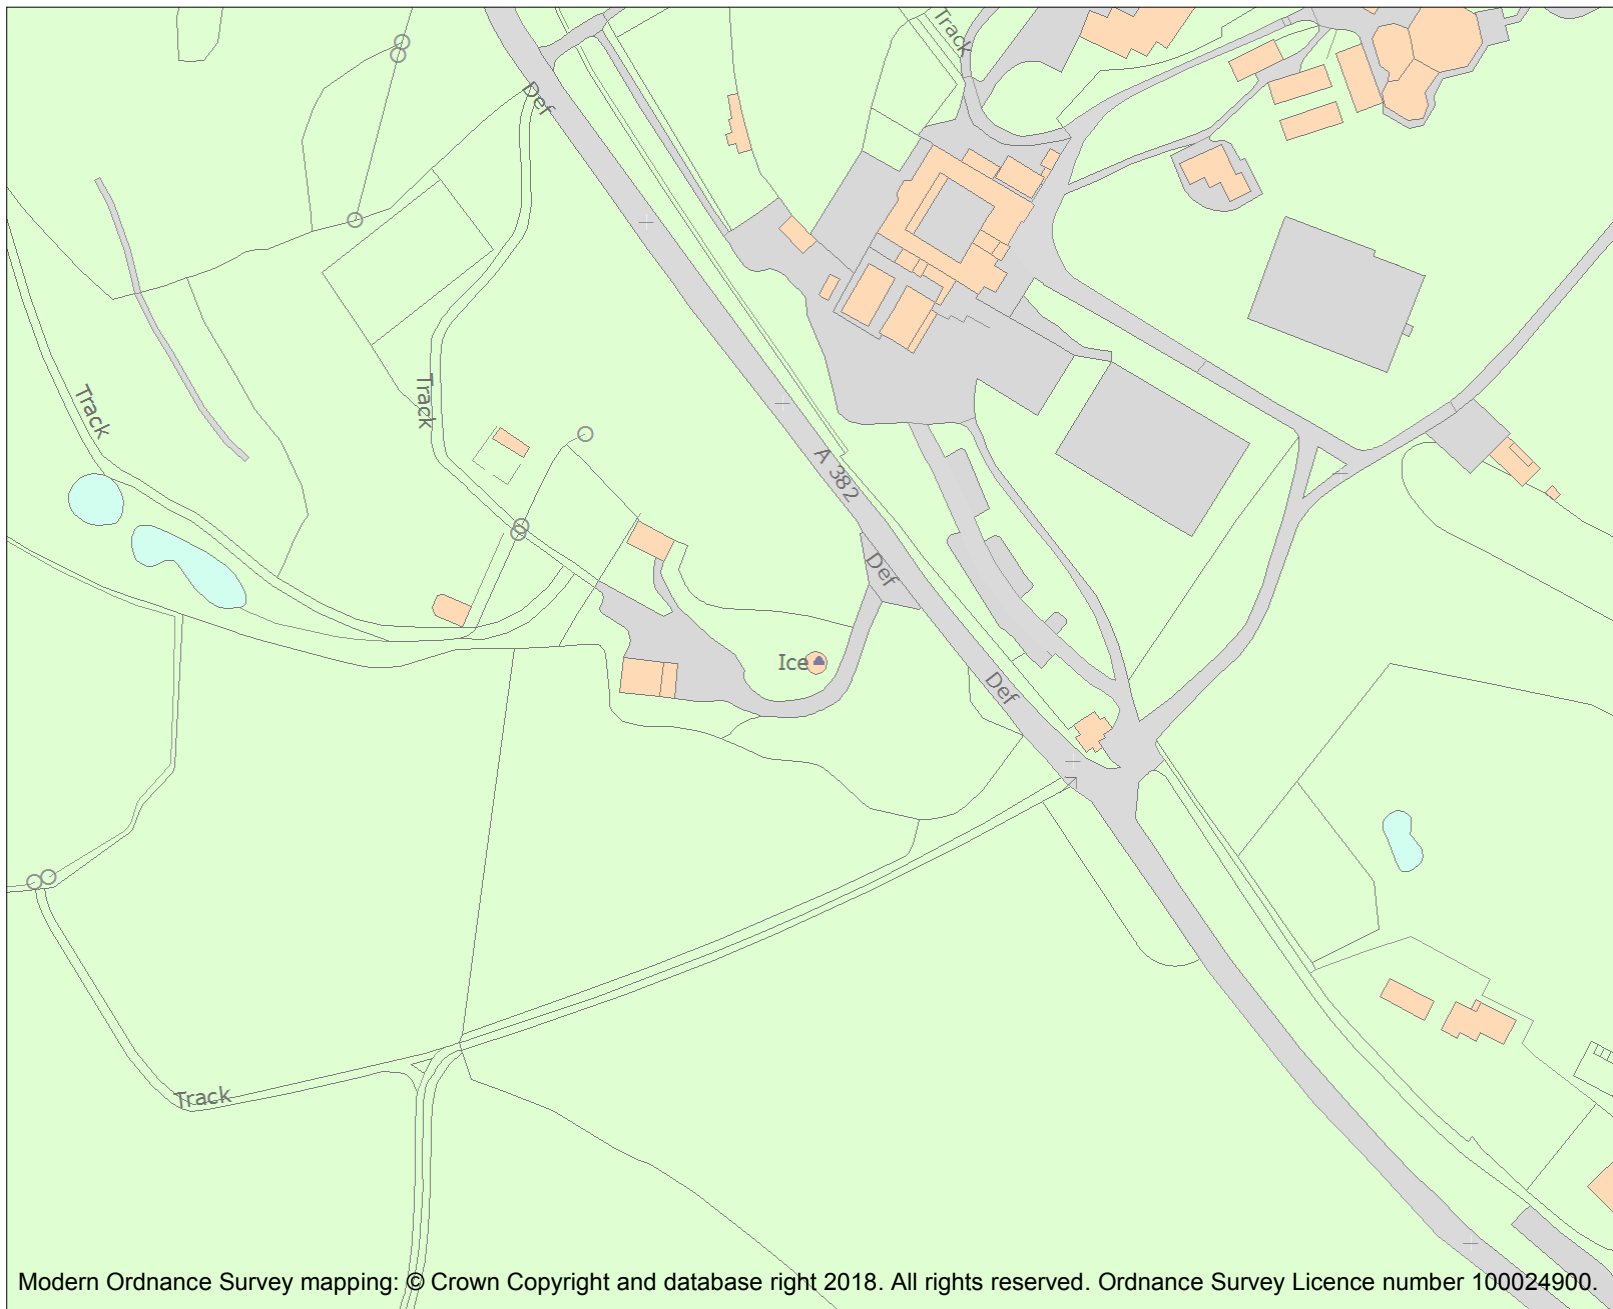 Track
Def
Track
Track
A 382
Def
Ice
Def
Track
Modern Ordnance Survey mapping: © Crown Copyright and database right 2018. All rights reserved. Ordnance Survey Licence number 100024900.